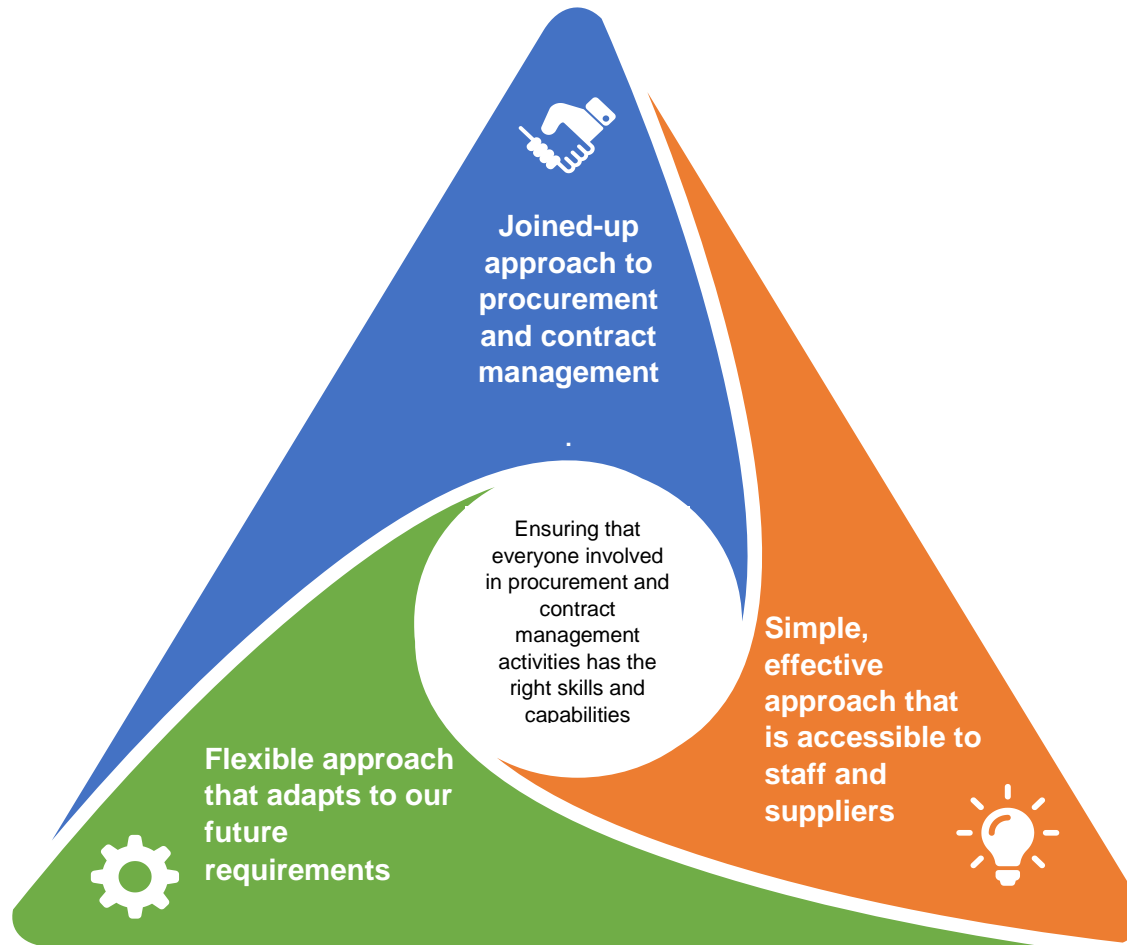 Joined-up
approach to
procurement
and contract
management
.
Ensuring that
everyone involved
in procurement and
contract
management
activities has the
right skills and
capabilities
Simple,
effective
approach that
is accessible to
staff and
suppliers
Flexible approach
that adapts to our
future
requirements